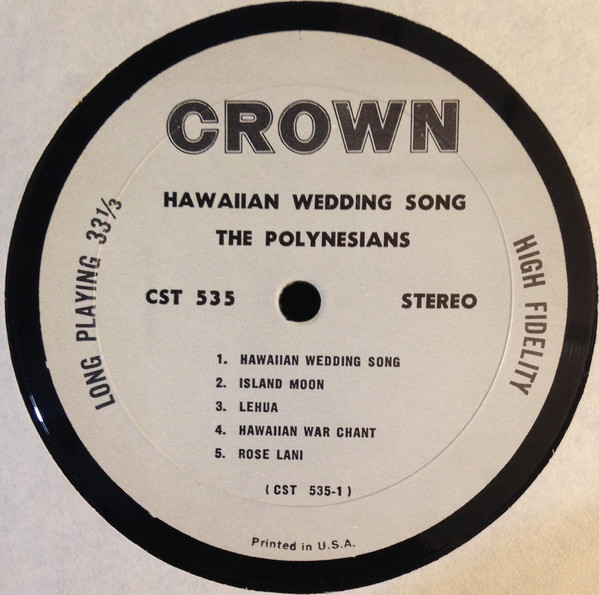 CROWN
HAWAIIAN WEDDING SONG
THE POLYNESIANS
LONG PLAYING 33⅓
HIGH FIDELITY
CST 535
STEREO
1. HAWAIIAN WEDDING SONG
2. ISLAND MOON
3. LEHUA
4. HAWAIIAN WAR CHANT
5. ROSE LANI
(CST 535-1)
Printed in U.S.A.